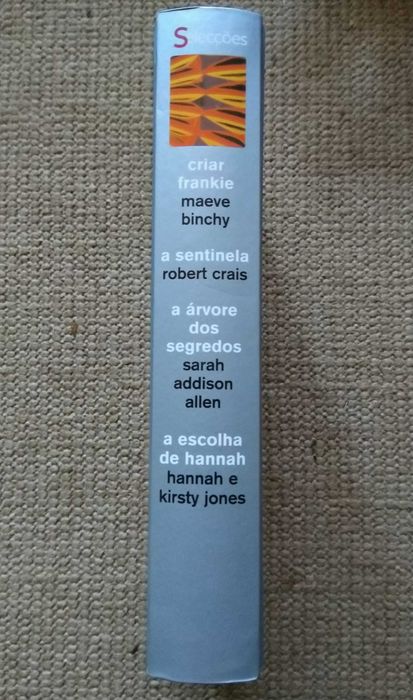 Selecções
criar
frankie
maeve
binchy
a sentinela
robert crais
a árvore
dos
segredos
sarah
addison
allen
a escolha
de hannah
hannah e
kirsty jones